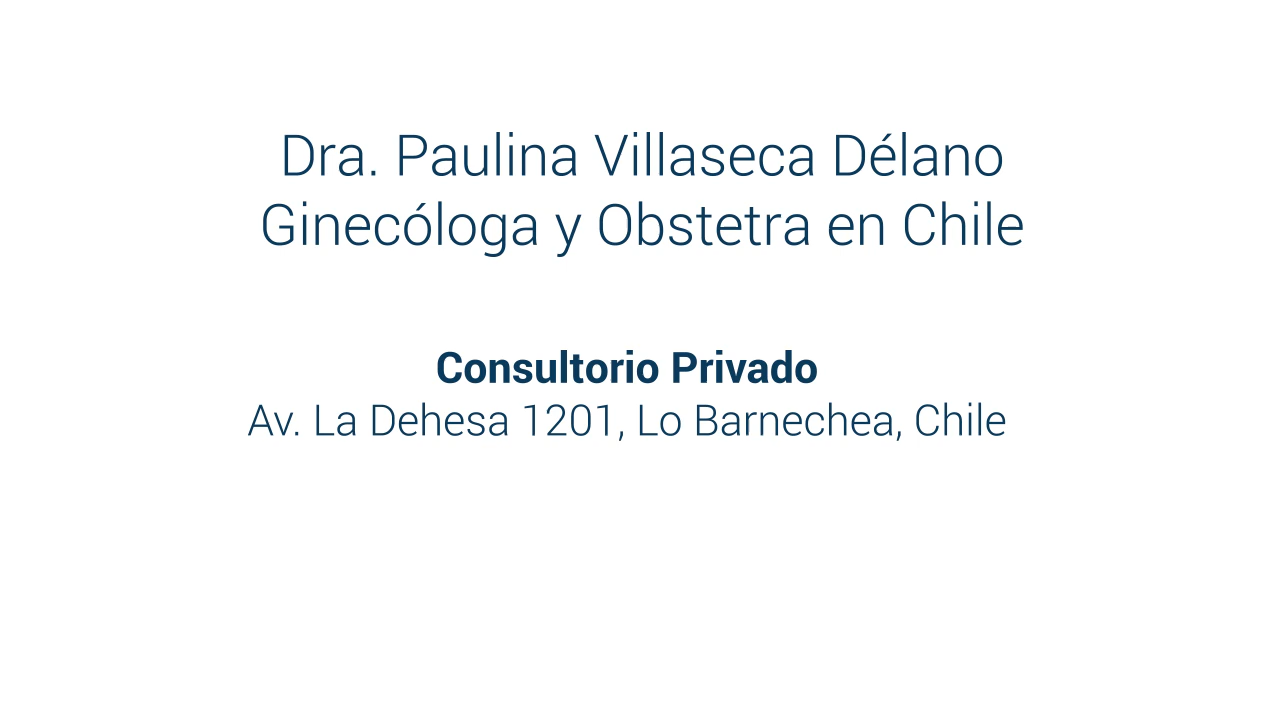 Dra. Paulina Villaseca Délano
Ginecóloga y Obstetra en Chile
Consultorio Privado
Av. La Dehesa 1201, Lo Barnechea, Chile